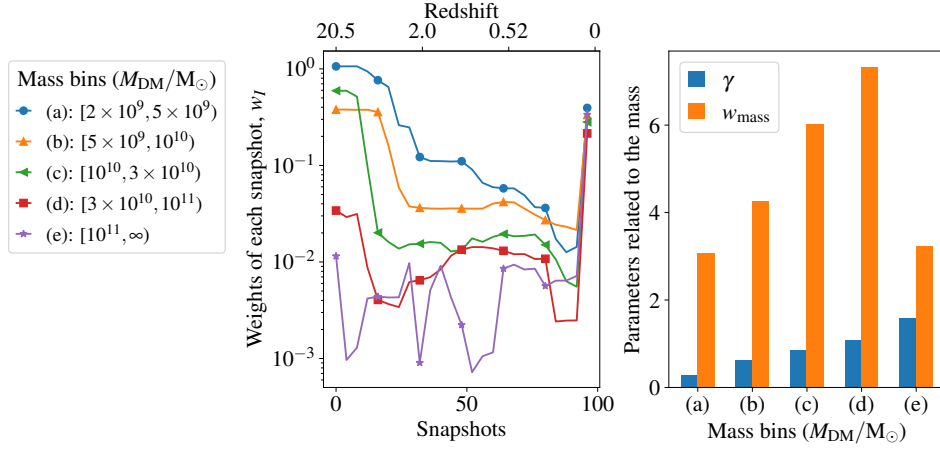 Mass bins (M_DM/M_⊙)
(a): [2 × 10^9, 5 × 10^9)
(b): [5 × 10^9, 10^10)
(c): [10^10, 3 × 10^10)
(d): [3 × 10^10, 10^11)
(e): [10^11, ∞)
Redshift
20.5 2.0 0.52 0
Weights of each snapshot, w_I
10^0
10^−1
10^−2
10^−3
0 50 100
Snapshots
Parameters related to the mass
γ
w_mass
6
4
2
0
(a) (b) (c) (d) (e)
Mass bins (M_DM/M_⊙)